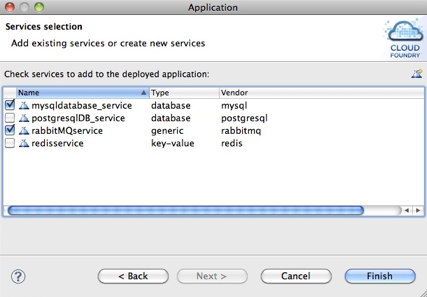 Application
Services selection
Add existing services or create new services
CLOUD
FOUNDRY
Check services to add to the deployed application:
Name Type Vendor
mysqldatabase_service database mysql
postgresqlDB_service database postgresql
rabbitMQservice generic rabbitmq
redisservice key-value redis
? < Back Next > Cancel Finish